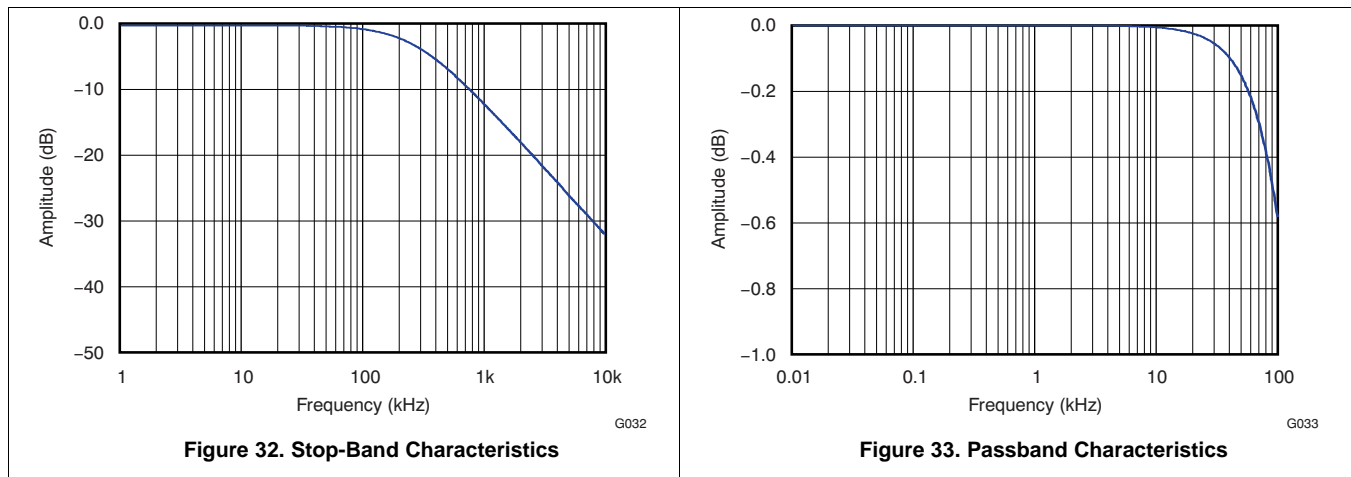 0.0
−10
−20
−30
−40
−50
Amplitude (dB)
1 10 100 1k 10k
Frequency (kHz)
G032
Figure 32. Stop-Band Characteristics
0.0
−0.2
−0.4
−0.6
−0.8
−1.0
Amplitude (dB)
0.01 0.1 1 10 100
Frequency (kHz)
G033
Figure 33. Passband Characteristics